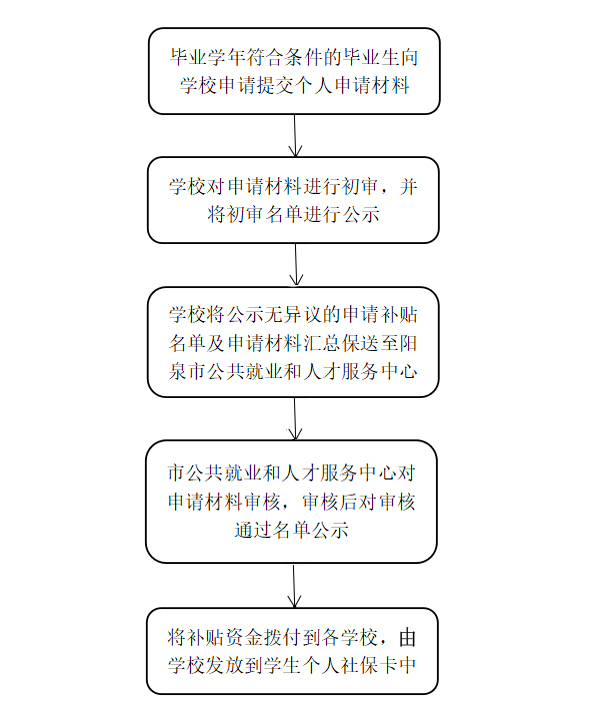 毕业学年符合条件的毕业生向
学校申请提交个人申请材料
学校对申请材料进行初审，并
将初审名单进行公示
学校将公示无异议的申请补贴
名单及申请材料汇总保送至阳
泉市公共就业和人才服务中心
市公共就业和人才服务中心对
申请材料审核，审核后对审核
通过名单公示
将补贴资金拨付到各学校，由
学校发放到学生个人社保卡中